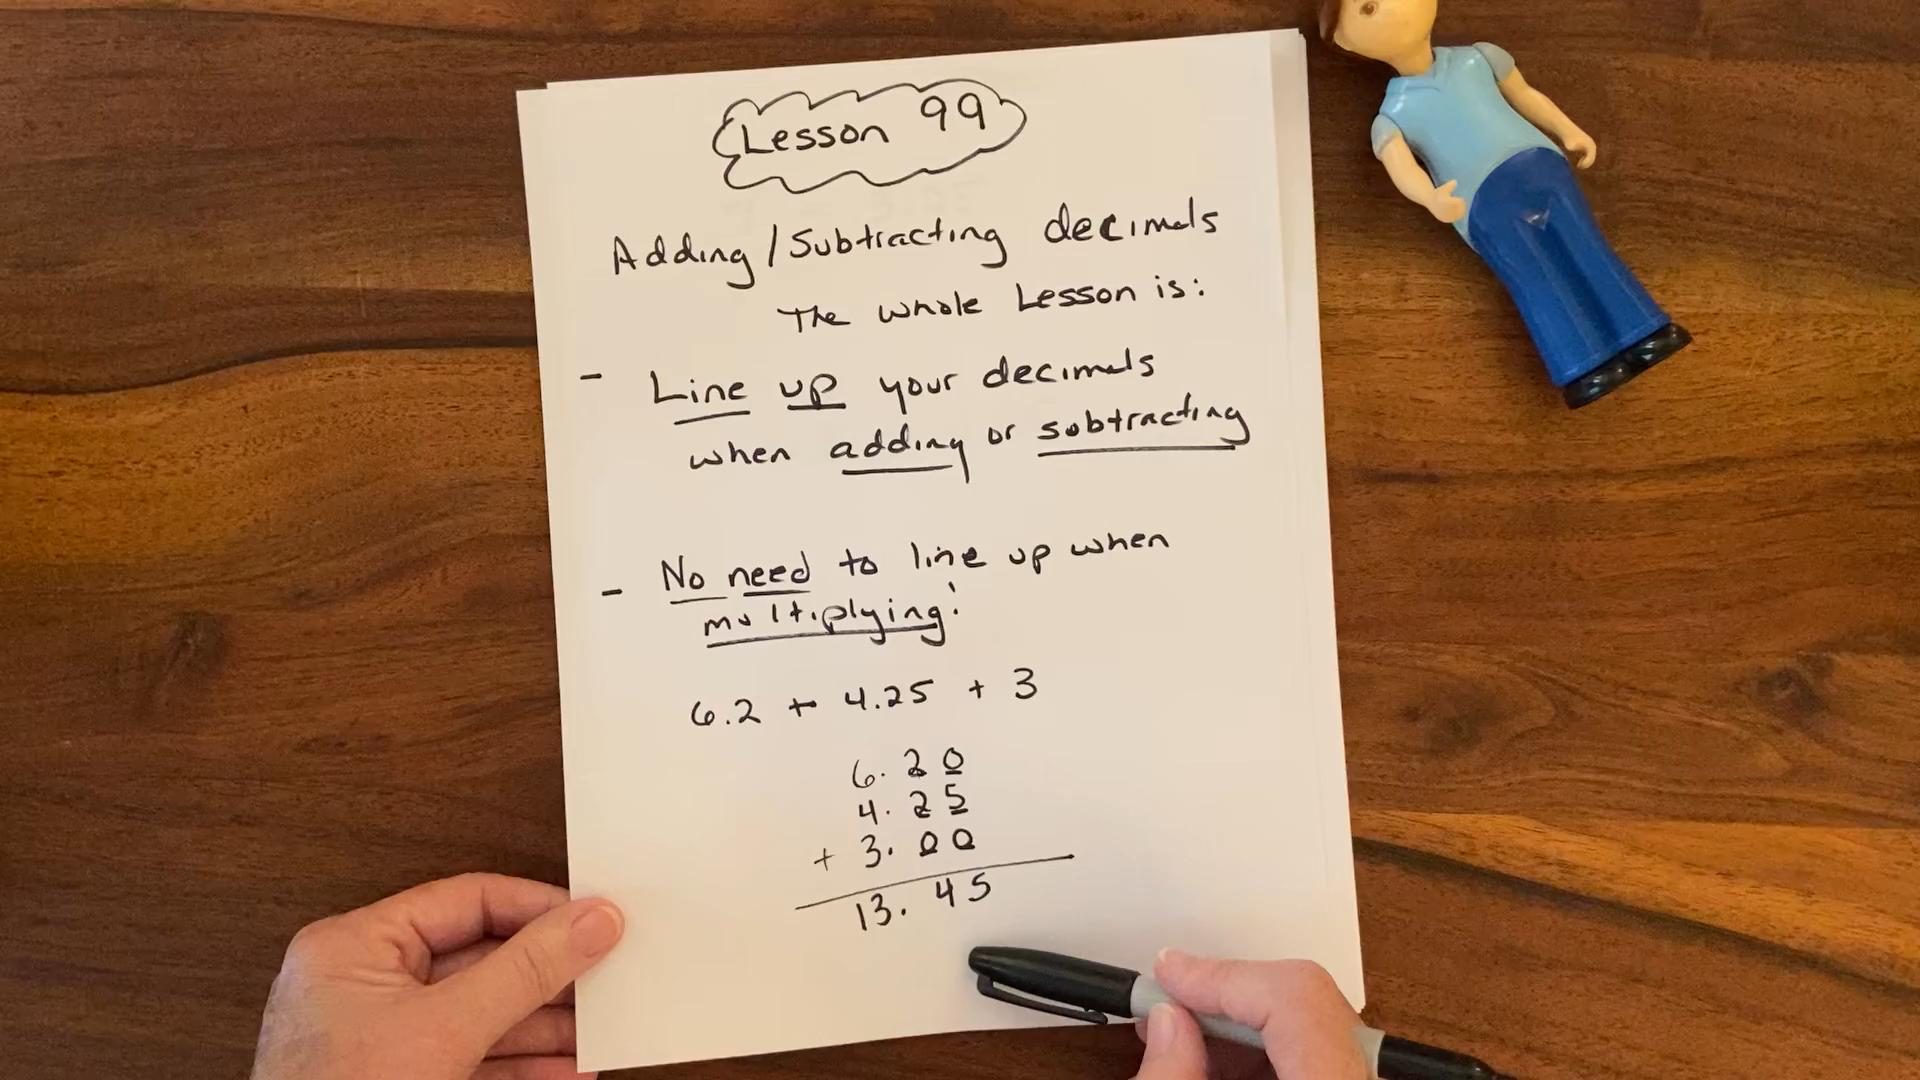 Lesson 99
Adding/Subtracting decimals
The whole Lesson is:
- Line up your decimals
when adding or subtracting
- No need to line up when
multiplying!
6.2 + 4.25 + 3
6.20
4.25
+ 3.00
13.45